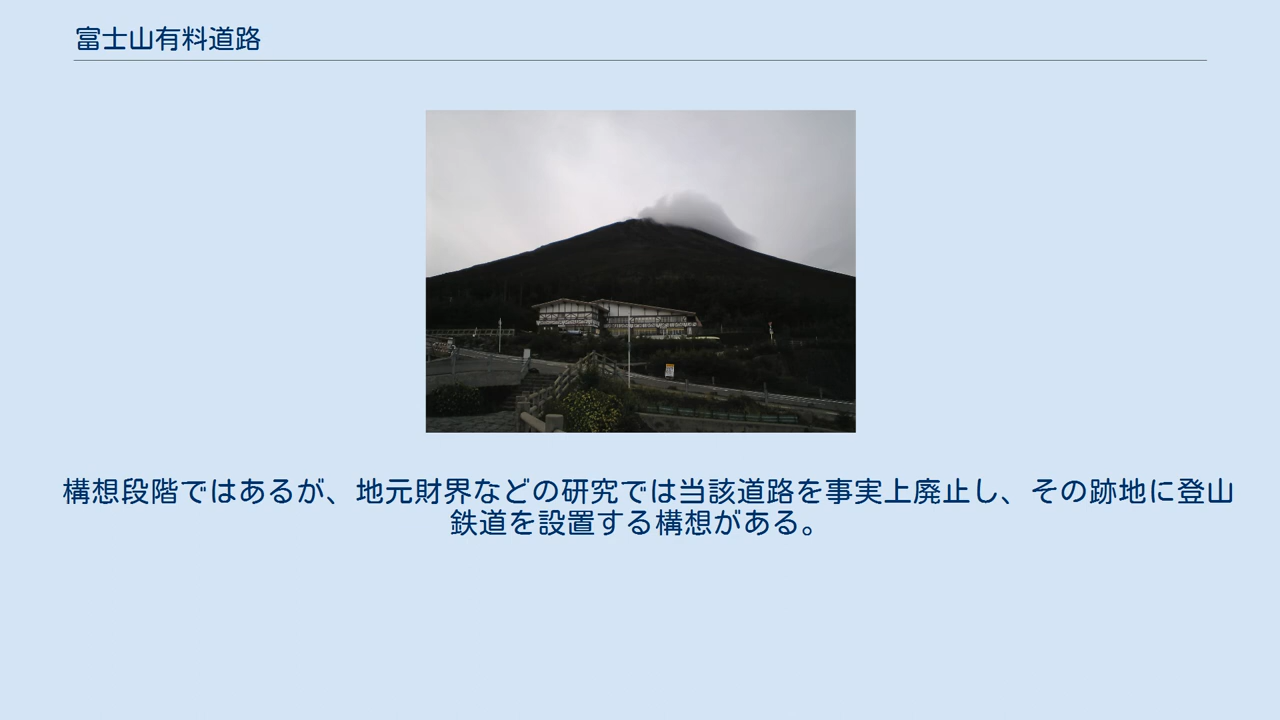 富士山有料道路
構想段階ではあるが、地元財界などの研究では当該道路を事実上廃止し、その跡地に登山
鉄道を設置する構想がある。